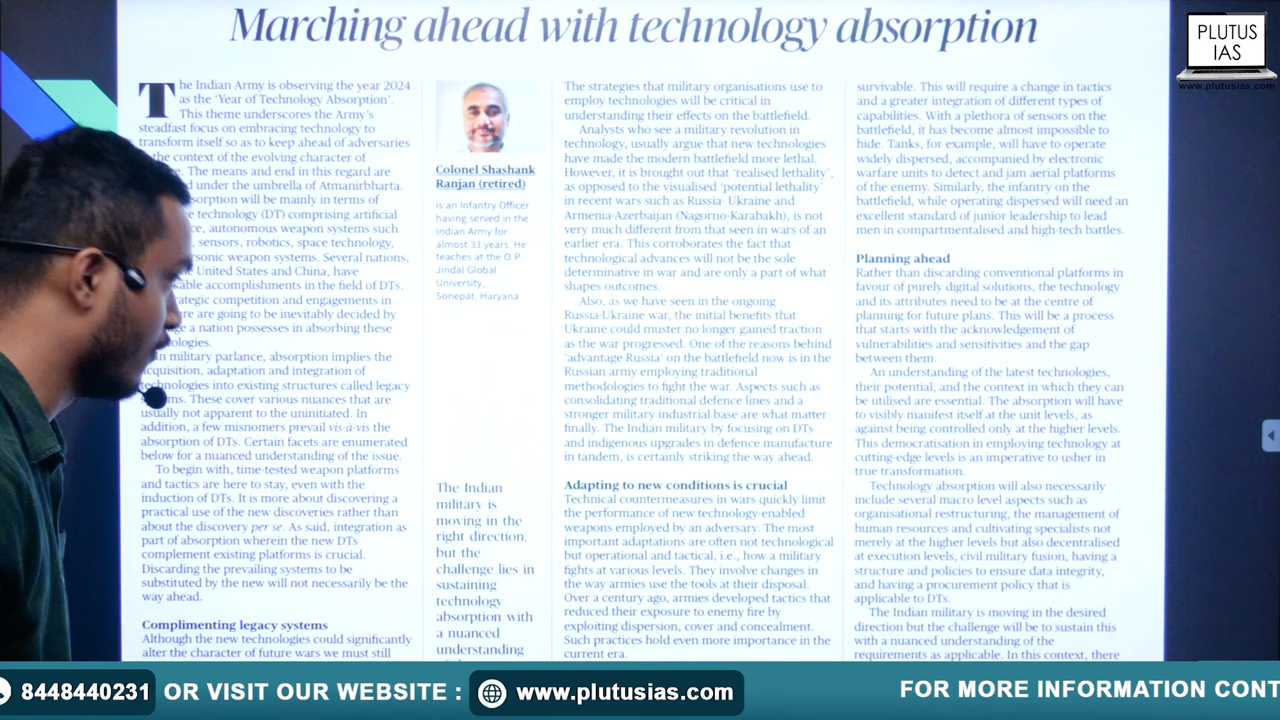 Marching ahead with technology absorption
PLUTUS
IAS
www.plutusias.com
The Indian Army is observing the year 2024
as the ‘Year of Technology Absorption’.
This theme underscores the Army’s
steadfast focus on embracing technology to
transform itself so as to keep ahead of adversaries
the context of the evolving character of
The means and end in this regard are
under the umbrella of Atmanirbharta.
will be mainly in terms of
technology (DT) comprising artificial
autonomous weapon systems such
sensors, robotics, space technology,
weapon systems. Several nations,
United States and China, have
accomplishments in the field of DTs.
competition and engagements in
are going to be inevitably decided by
a nation possesses in absorbing these
In military parlance, absorption implies the
acquisition, adaptation and integration of
technologies into existing structures called legacy
These cover various nuances that are
usually not apparent to the uninitiated. In
addition, a few misnomers prevail vis-à-vis the
absorption of DTs. Certain facets are enumerated
below for a nuanced understanding of the issue.
To begin with, time-tested weapon platforms
and tactics are here to stay, even with the
induction of DTs. It is more about discovering a
practical use of the new discoveries rather than
about the discovery per se. As said, integration as
part of absorption wherein the new DTs
complement existing platforms is crucial.
Discarding the prevailing systems to be
substituted by the new will not necessarily be the
way ahead.
Complimenting legacy systems
Although the new technologies could significantly
alter the character of future wars we must still
Colonel Shashank
Ranjan (retired)
is an Infantry Officer
having served in the
Indian Army for
almost 33 years. He
teaches at the O.P.
Jindal Global
University,
Sonepat, Haryana
The Indian
military is
moving in the
right direction,
but the
challenge lies in
sustaining
technology
absorption with
a nuanced
understanding
The strategies that military organisations use to
employ technologies will be critical in
understanding their effects on the battlefield.
Analysts who see a military revolution in
technology, usually argue that new technologies
have made the modern battlefield more lethal.
However, it is brought out that ‘realised lethality’,
as opposed to the visualised ‘potential lethality’
in recent wars such as Russia- Ukraine and
Armenia-Azerbaijan (Nagorno-Karabakh), is not
very much different from that seen in wars of an
earlier era. This corroborates the fact that
technological advances will not be the sole
determinative in war and are only a part of what
shapes outcomes.
Also, as we have seen in the ongoing
Russia-Ukraine war, the initial benefits that
Ukraine could muster no longer gained traction
as the war progressed. One of the reasons behind
‘advantage Russia’ on the battlefield now is in the
Russian army employing traditional
methodologies to fight the war. Aspects such as
consolidating traditional defence lines and a
stronger military industrial base are what matter
finally. The Indian military by focusing on DTs
and indigenous upgrades in defence manufacture
in tandem, is certainly striking the way ahead.
Adapting to new conditions is crucial
Technical countermeasures in wars quickly limit
the performance of new technology-enabled
weapons employed by an adversary. The most
important adaptations are often not technological
but operational and tactical, i.e., how a military
fights at various levels. They involve changes in
the way armies use the tools at their disposal.
Over a century ago, armies developed tactics that
reduced their exposure to enemy fire by
exploiting dispersion, cover and concealment.
Such practices hold even more importance in the
current era.
survivable. This will require a change in tactics
and a greater integration of different types of
capabilities. With a plethora of sensors on the
battlefield, it has become almost impossible to
hide. Tanks, for example, will have to operate
widely dispersed, accompanied by electronic
warfare units to detect and jam aerial platforms
of the enemy. Similarly, the infantry on the
battlefield, while operating dispersed will need an
excellent standard of junior leadership to lead
men in compartmentalised and high-tech battles.
Planning ahead
Rather than discarding conventional platforms in
favour of purely digital solutions, the technology
and its attributes need to be at the centre of
planning for future plans. This will be a process
that starts with the acknowledgement of
vulnerabilities and sensitivities and the gap
between them.
An understanding of the latest technologies,
their potential, and the context in which they can
be utilised are essential. The absorption will have
to visibly manifest itself at the unit levels, as
against being controlled only at the higher levels.
This democratisation in employing technology at
cutting-edge levels is an imperative to usher in
true transformation.
Technology absorption will also necessarily
include several macro level aspects such as
organisational restructuring, the management of
human resources and cultivating specialists not
merely at the higher levels but also decentralised
at execution levels, civil military fusion, having a
structure and policies to ensure data integrity,
and having a procurement policy that is
applicable to DTs.
The Indian military is moving in the desired
direction but the challenge will be to sustain this
with a nuanced understanding of the
requirements as applicable. In this context, there
8448440231 OR VISIT OUR WEBSITE : www.plutusias.com FOR MORE INFORMATION CONT